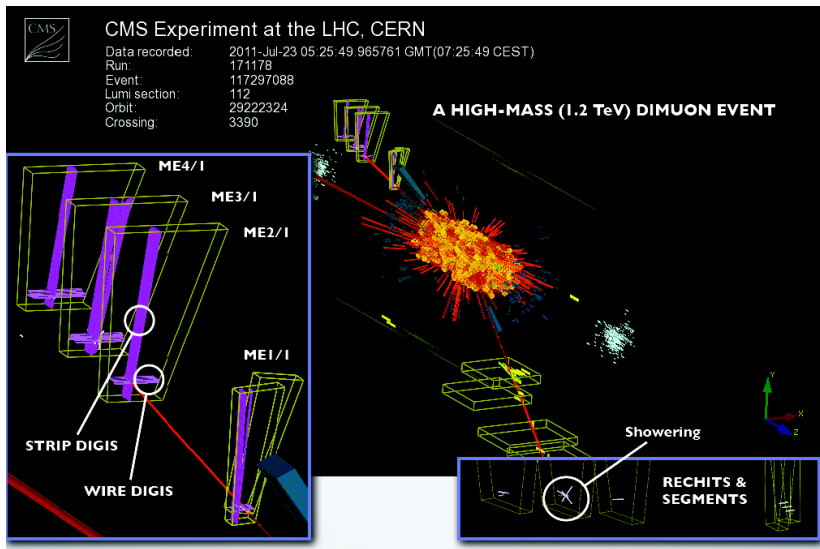 CMS
CMS Experiment at the LHC, CERN
Data recorded: 2011-Jul-23 05:25:49.965761 GMT(07:25:49 CEST)
Run: 171178
Event: 117297088
Lumi section: 112
Orbit: 29222324
Crossing: 3390
A HIGH-MASS (1.2 TeV) DIMUON EVENT
ME4/1
ME3/1
ME2/1
ME1/1
STRIP DIGIS
WIRE DIGIS
Y
X
Z
Showering
RECHITS &
SEGMENTS